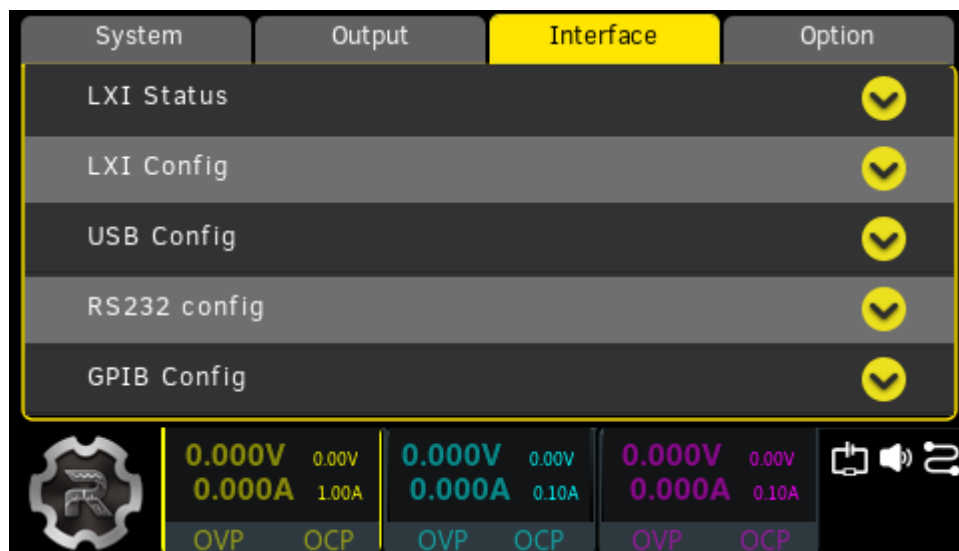 System Output Interface Option
LXI Status
LXI Config
USB Config
RS232 config
GPIB Config
0.000V 0.00V 0.000V 0.00V 0.000V 0.00V
0.000A 1.00A 0.000A 0.10A 0.000A 0.10A
OVP OCP OVP OCP OVP OCP